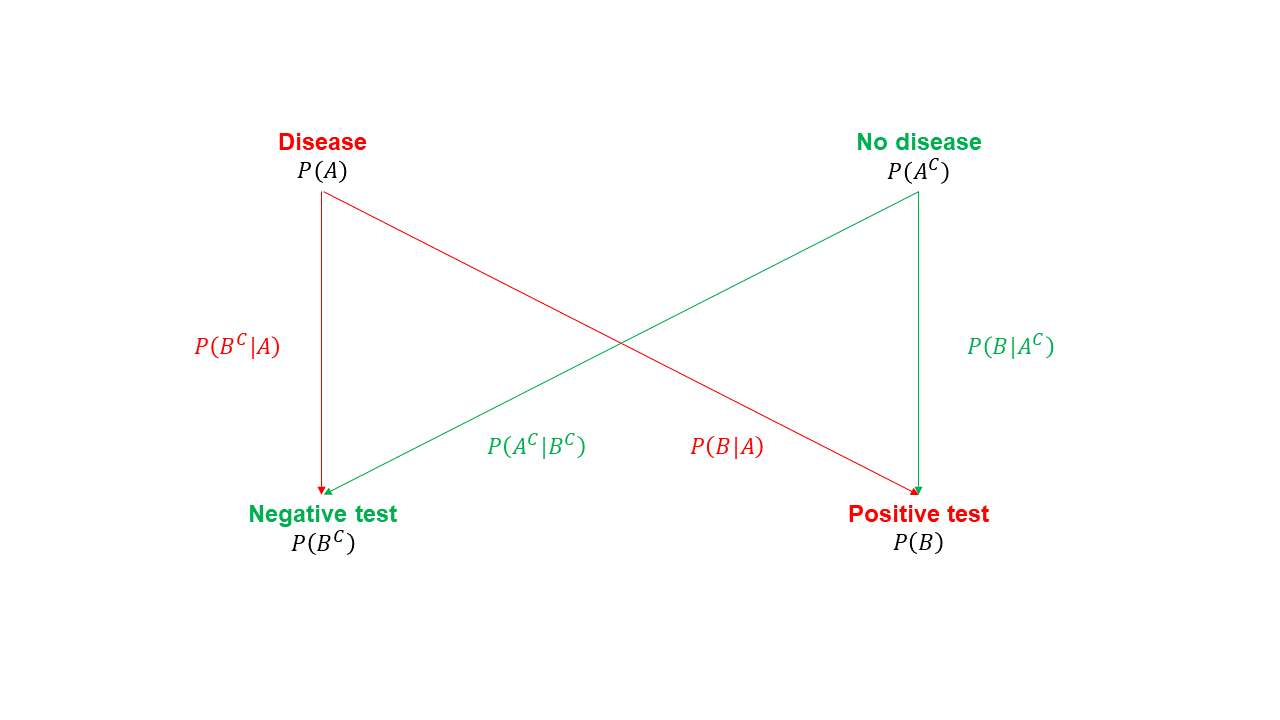 Disease
P(A)
No disease
P(A^C)
P(B^C|A)
P(B|A^C)
P(A^C|B^C)
P(B|A)
Negative test
P(B^C)
Positive test
P(B)